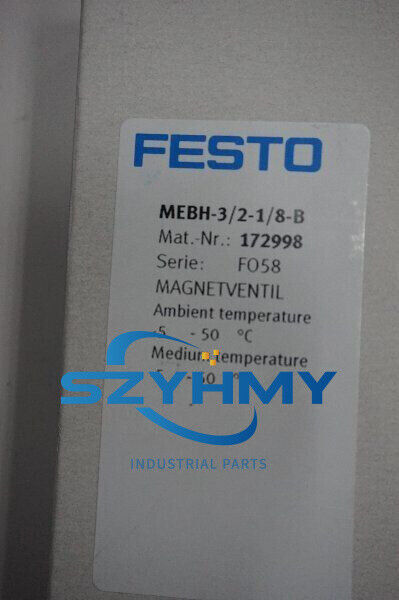 FESTO
MEBH-3/2-1/8-B
Mat.-Nr.: 172998
Serie: FO58
MAGNETVENTIL
Ambient temperature
-5 - 50 °C
Medium temperature
SZYHMY
INDUSTRIAL PARTS